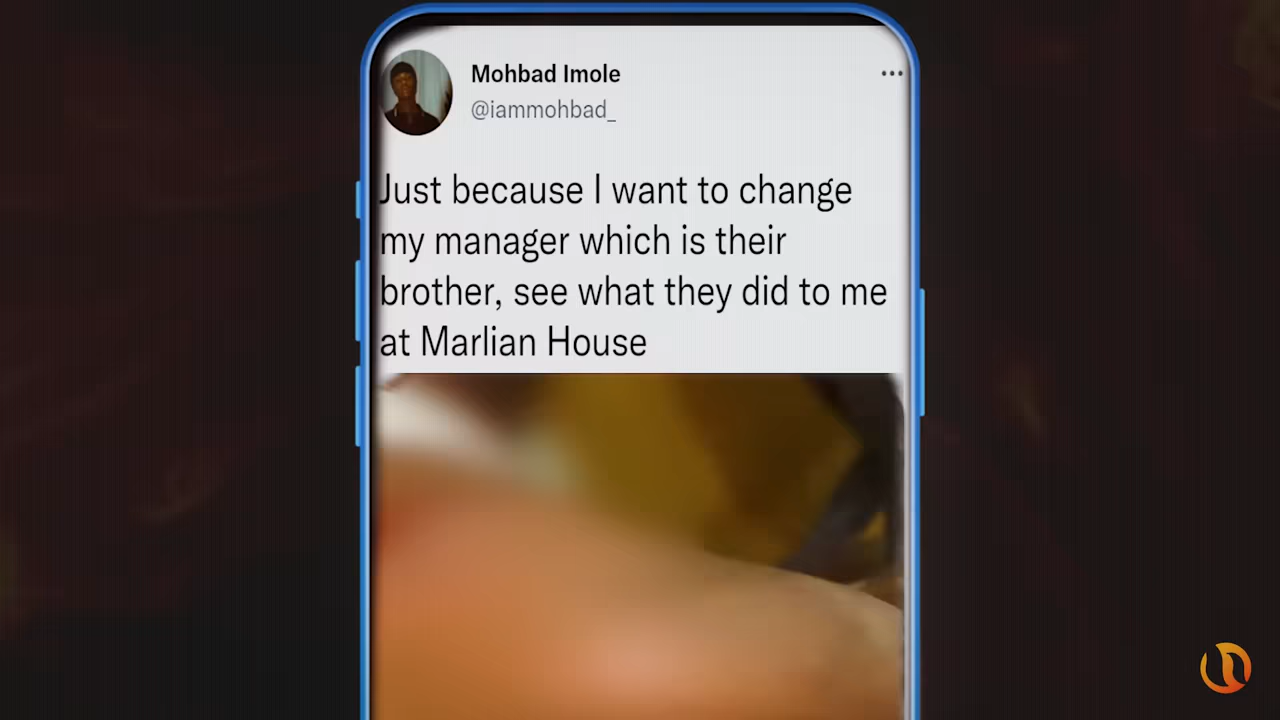 Mohbad Imole
@iammohbad_
Just because I want to change
my manager which is their
brother, see what they did to me
at Marlian House